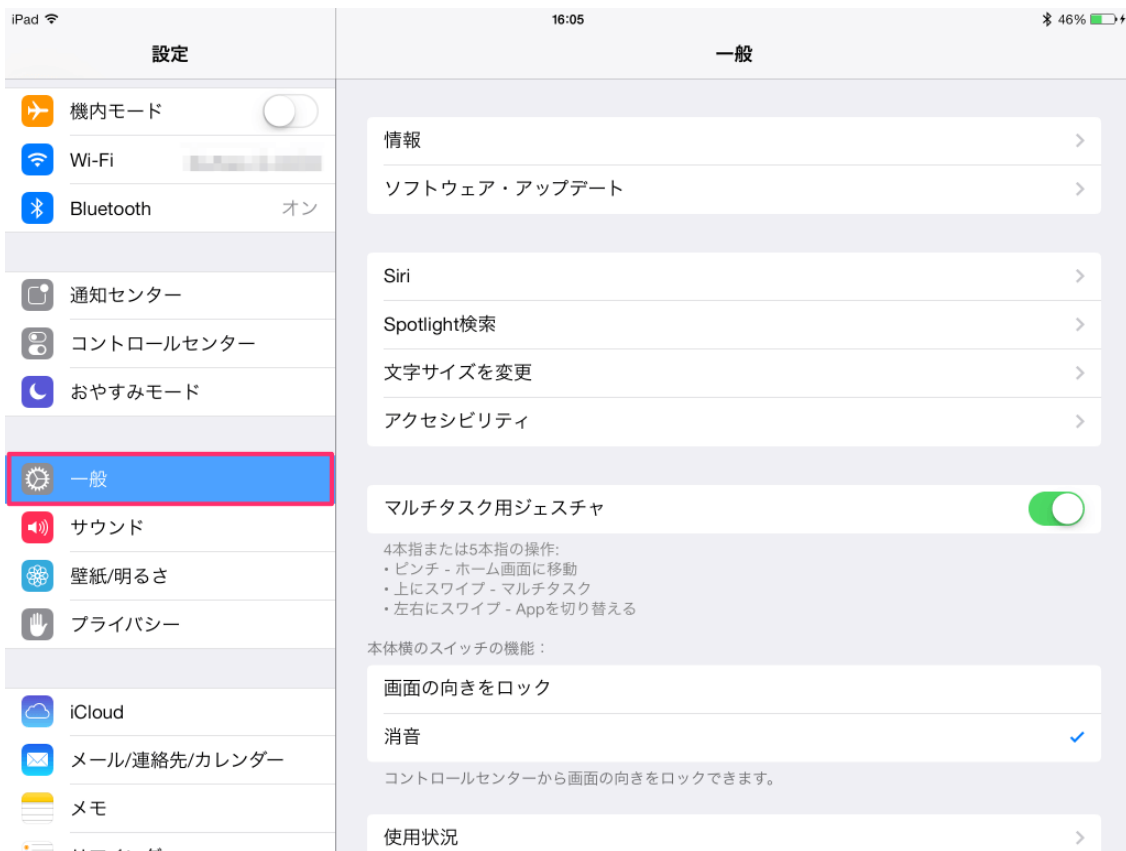 iPad
16:05
46%
設定
一般
機内モード
Wi-Fi
Bluetooth
オン
通知センター
コントロールセンター
おやすみモード
一般
サウンド
壁紙/明るさ
プライバシー
iCloud
メール/連絡先/カレンダー
メモ
情報
ソフトウェア・アップデート
Siri
Spotlight検索
文字サイズを変更
アクセシビリティ
マルチタスク用ジェスチャ
4本指または5本指の操作:
・ピンチ - ホーム画面に移動
・上にスワイプ - マルチタスク
・左右にスワイプ - Appを切り替える
本体横のスイッチの機能：
画面の向きをロック
消音
コントロールセンターから画面の向きをロックできます。
使用状況